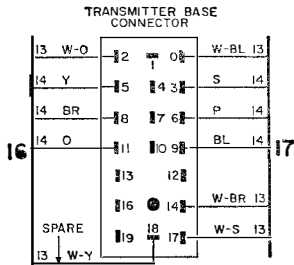 TRANSMITTER BASE
CONNECTOR
13 W-O 2 1 0 W-BL 13
14 Y 5 4 3 S 14
14 BR 8 7 6 P 14
16 14 O 11 10 9 BL 14 17
13 12
16 14 W-BR 13
SPARE 19 18 17 W-S 13
13 W-Y